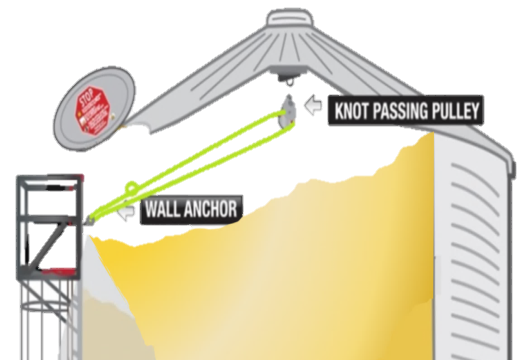 STOP
KNOT PASSING PULLEY
WALL ANCHOR